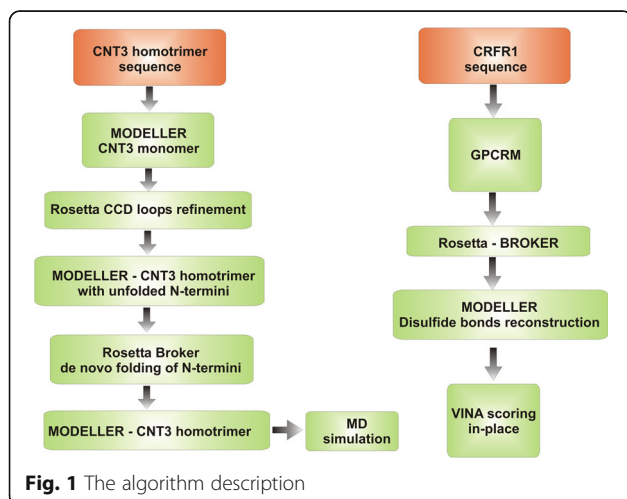 CNT3 homotrimer
sequence
MODELLER
CNT3 monomer
Rosetta CCD loops refinement
MODELLER - CNT3 homotrimer
with unfolded N-termini
Rosetta Broker
de novo folding of N-termini
MODELLER - CNT3 homotrimer
MD
simulation
CRFR1
sequence
GPCRM
Rosetta - BROKER
MODELLER
Disulfide bonds reconstruction
VINA scoring
in-place
Fig. 1 The algorithm description